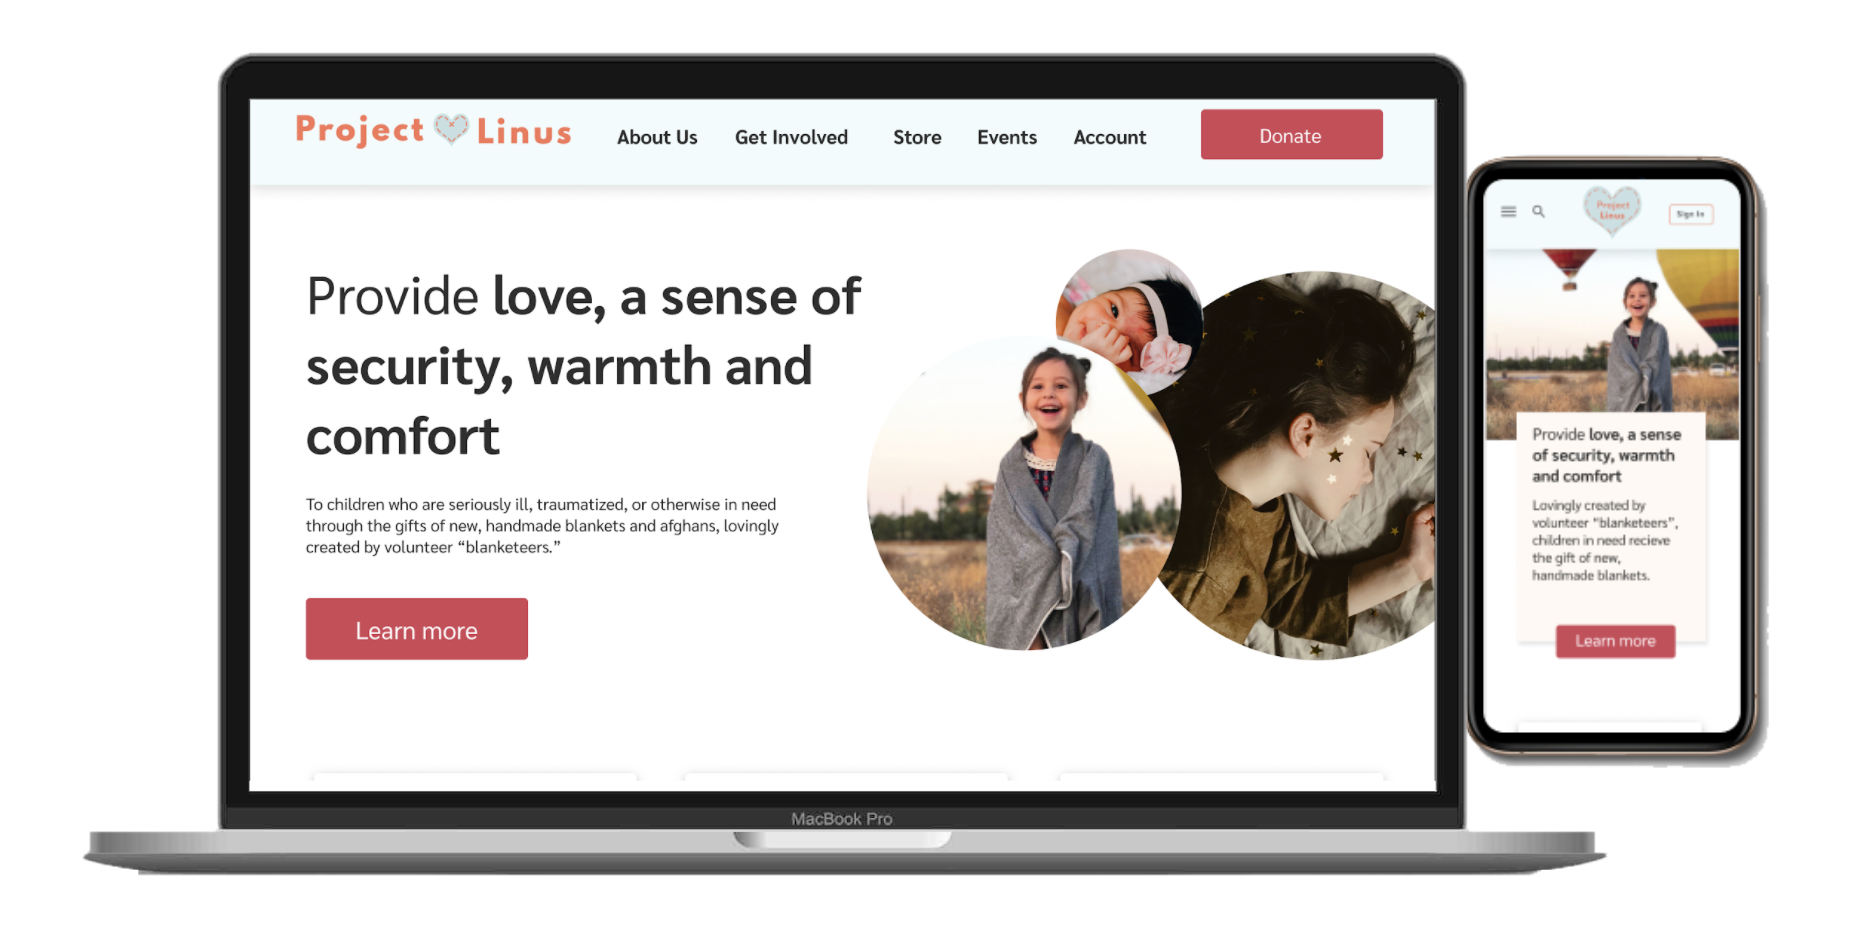 Project Linus
About Us Get Involved Store Events Account Donate
Provide love, a sense of
security, warmth and
comfort
To children who are seriously ill, traumatized, or otherwise in need
through the gifts of new, handmade blankets and afghans, lovingly
created by volunteer “blanketeers.”
Learn more
MacBook Pro
Project
Linus
Sign In
Provide love, a sense
of security, warmth
and comfort
Lovingly created by
volunteer "blanketeers",
children in need recieve
the gift of new,
handmade blankets.
Learn more